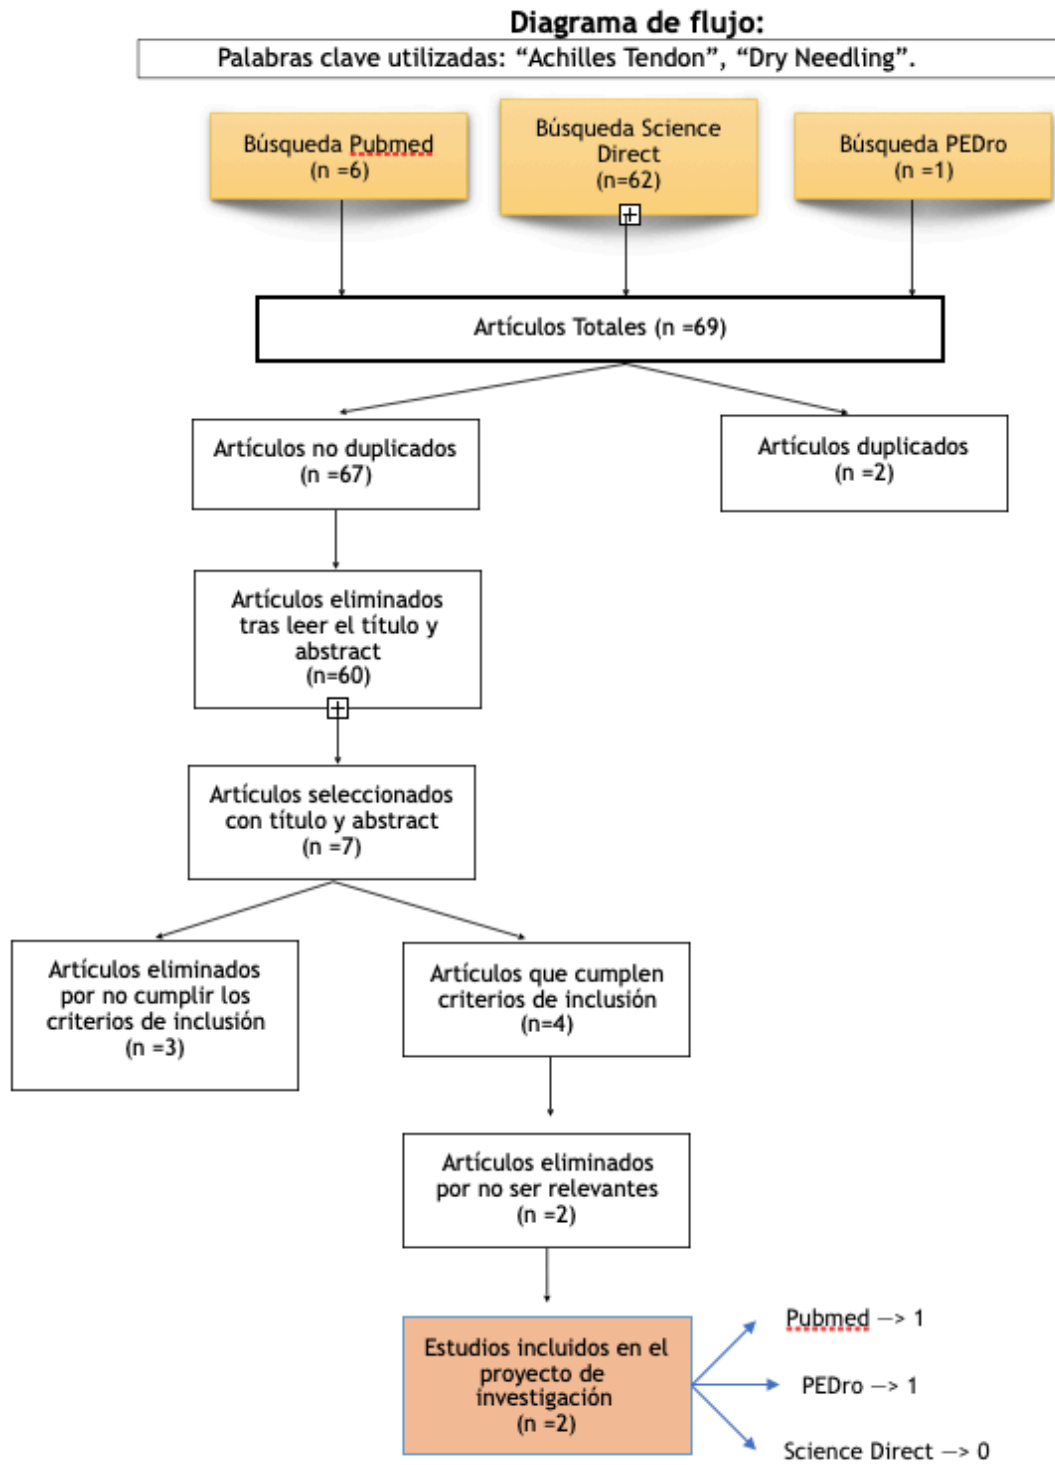 Diagrama de flujo:
Palabras clave utilizadas: “Achilles Tendon”, “Dry Needling”.
Búsqueda Pubmed
(n =6)
Búsqueda Science
Direct
(n=62)
Búsqueda PEDro
(n =1)
Artículos Totales (n =69)
Artículos no duplicados
(n =67)
Artículos duplicados
(n =2)
Artículos eliminados
tras leer el título y
abstract
(n=60)
Artículos seleccionados
con título y abstract
(n =7)
Artículos eliminados
por no cumplir los
criterios de inclusión
(n =3)
Artículos que cumplen
criterios de inclusión
(n=4)
Artículos eliminados
por no ser relevantes
(n =2)
Estudios incluidos en el
proyecto de
investigación
(n =2)
Pubmed —> 1
PEDro —> 1
Science Direct —> 0